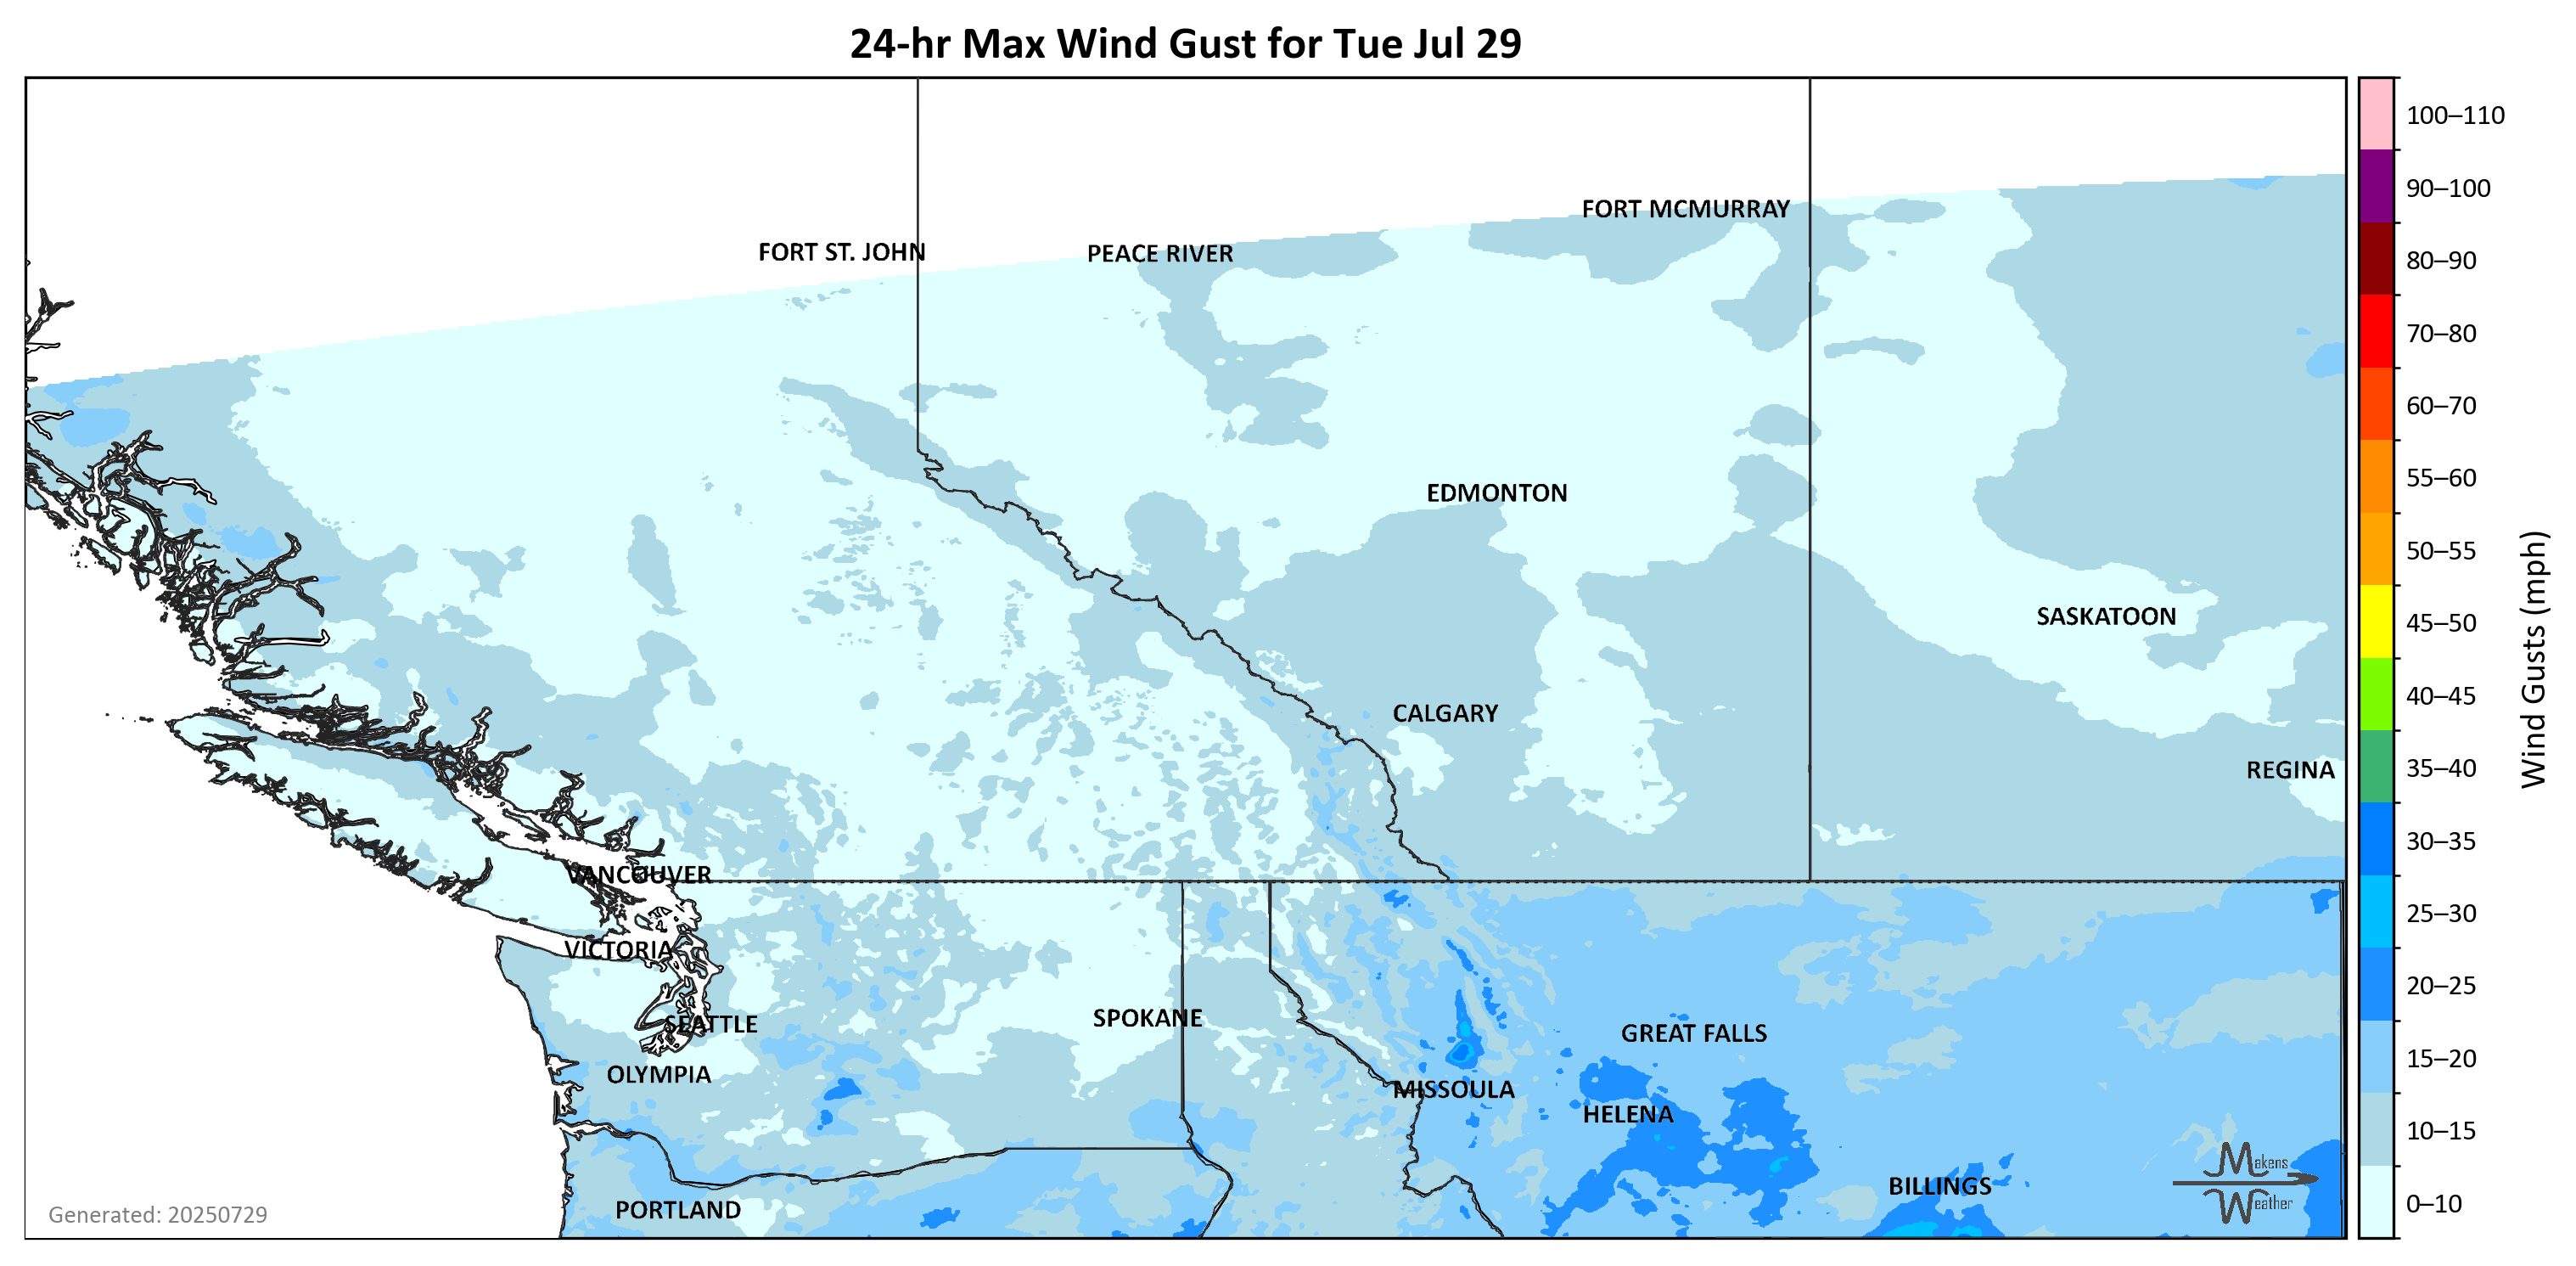 24-hr Max Wind Gust for Tue Jul 29
100–110
90–100
80–90
70–80
60–70
55–60
50–55
45–50
40–45
35–40
30–35
25–30
20–25
15–20
10–15
0–10
Wind Gusts (mph)
FORT MCMURRAY
FORT ST. JOHN
PEACE RIVER
EDMONTON
SASKATOON
CALGARY
REGINA
VANCOUVER
VICTORIA
SEATTLE
SPOKANE
GREAT FALLS
OLYMPIA
MISSOULA
HELENA
BILLINGS
PORTLAND
Makens
Weather
Generated: 20250729